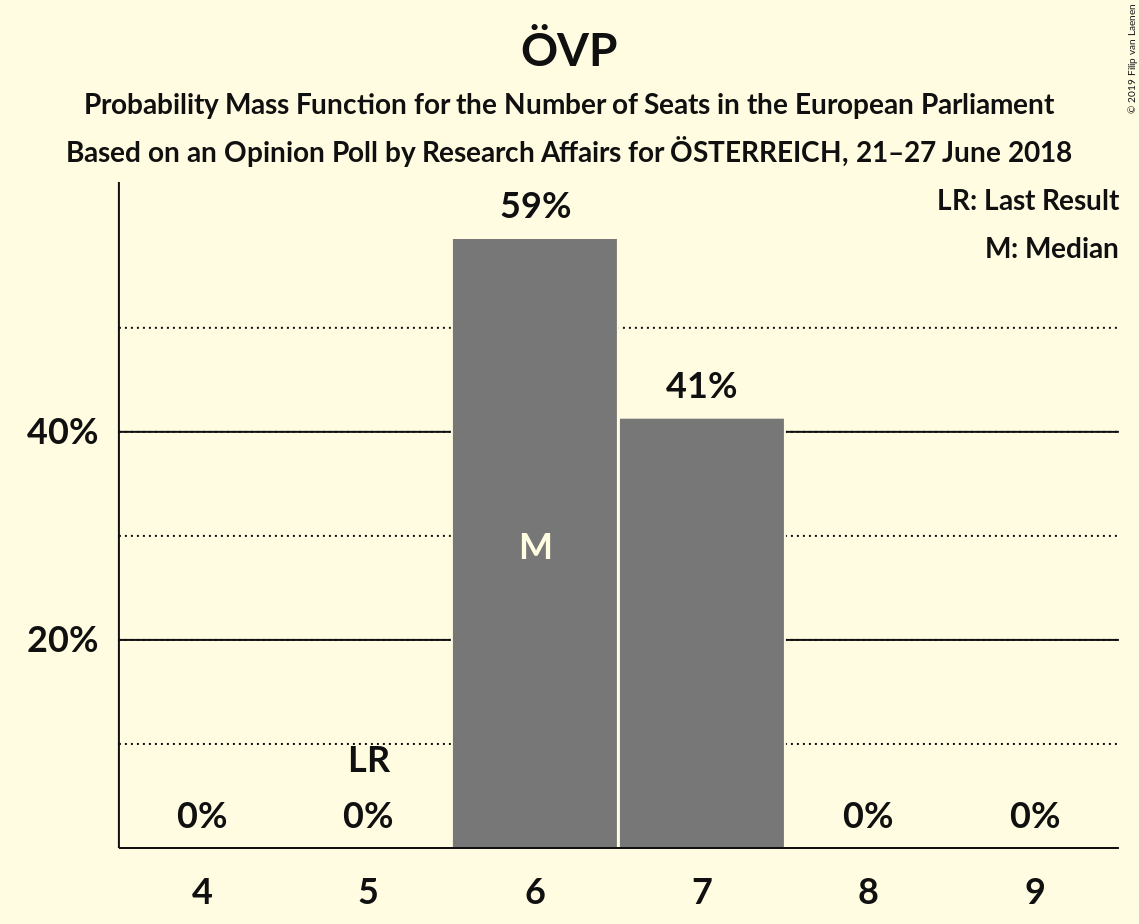 ÖVP
Probability Mass Function for the Number of Seats in the European Parliament
Based on an Opinion Poll by Research Affairs for ÖSTERREICH, 21–27 June 2018
© 2019 Filip van Laenen
LR: Last Result
M: Median
59%
41%
40%
M
20%
LR
0%
0%
0%
0%
4
5
6
7
8
9